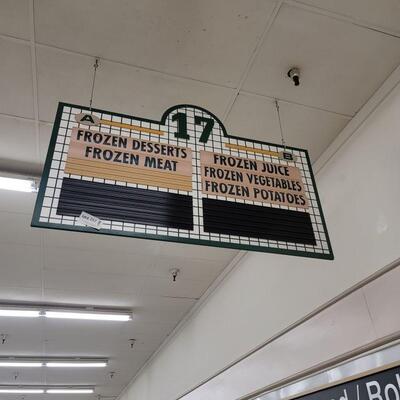 17
A
FROZEN DESSERTS
FROZEN MEAT
B
FROZEN JUICE
FROZEN VEGETABLES
FROZEN POTATOES